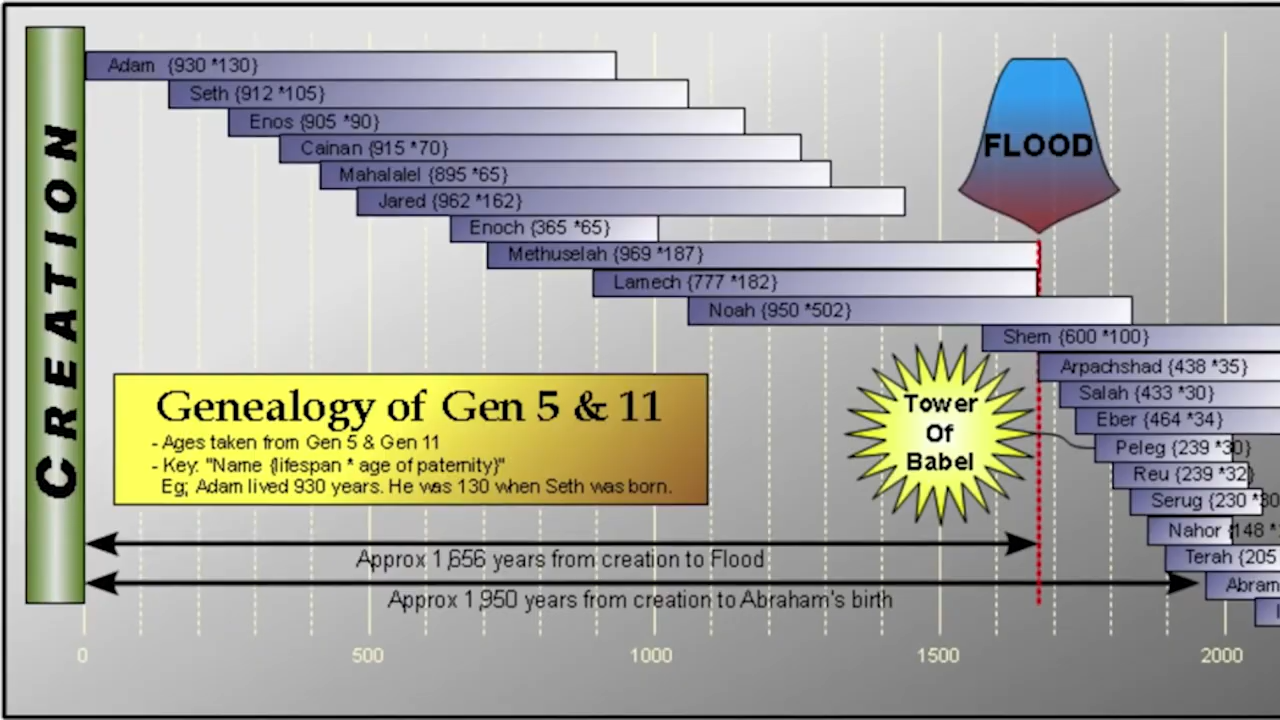 CREATION
Adam {930 *130}
Seth {912 *105}
Enos {905 *90}
Cainan {915 *70}
Mahalalel {895 *65}
Jared {962 *162}
Enoch {365 *65}
Methuselah {969 *187}
Lamech {777 *182}
Noah {950 *502}
Shem {600 *100}
Arpachshad {438 *35}
Salah {433 *30}
Eber {464 *34}
Peleg {239 *30}
Reu {239 *32}
Serug {230 *30
Nahor {148 *
Terah {205
Abram
FLOOD
Tower
Of
Babel
Genealogy of Gen 5 & 11
- Ages taken from Gen 5 & Gen 11
- Key: "Name {lifespan * age of paternity}"
Eg; Adam lived 930 years. He was 130 when Seth was born.
Approx 1,656 years from creation to Flood
Approx 1,950 years from creation to Abraham's birth
0 500 1000 1500 2000